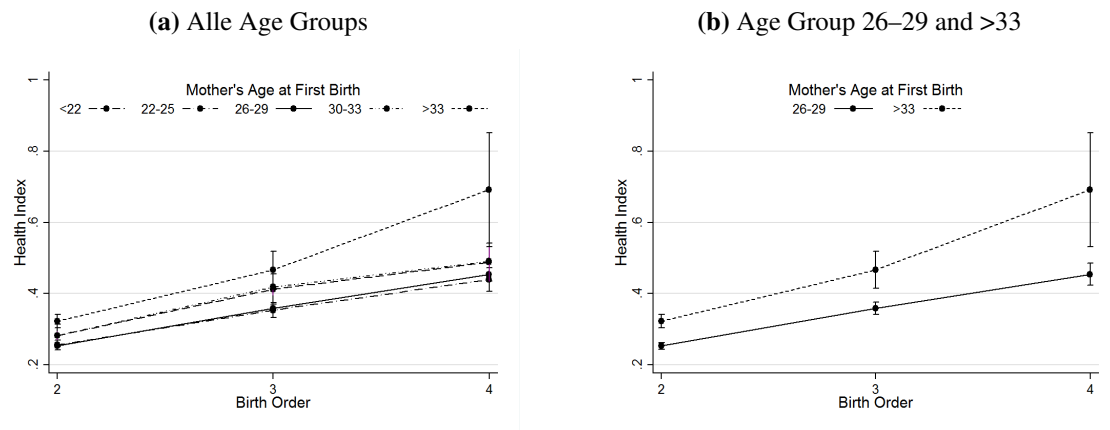 (a) Alle Age Groups
Mother's Age at First Birth
<22 22-25 26-29 30-33 >33
Health Index
1
.8
.6
.4
.2
2 3 4
Birth Order
(b) Age Group 26–29 and >33
Mother's Age at First Birth
26-29 >33
Health Index
1
.8
.6
.4
.2
2 3 4
Birth Order